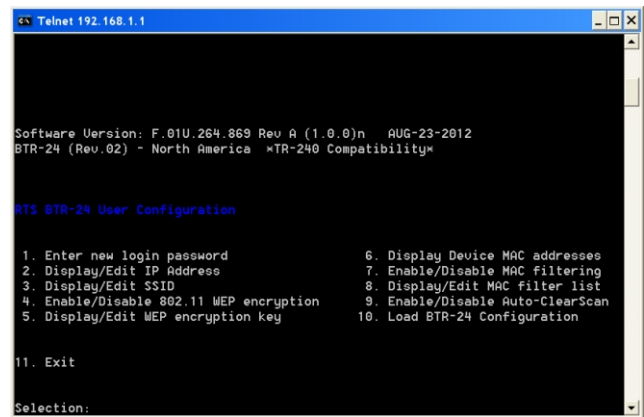 Telnet 192.168.1.1
Software Version: F.01U.264.869 Rev A (1.0.0)n AUG-23-2012
BTR-24 (Rev.02) - North America *TR-240 Compatibility*
RTS BTR-24 User Configuration
1. Enter new login password 6. Display Device MAC addresses
2. Display/Edit IP Address 7. Enable/Disable MAC filtering
3. Display/Edit SSID 8. Display/Edit MAC filter list
4. Enable/Disable 802.11 WEP encryption 9. Enable/Disable Auto-ClearScan
5. Display/Edit WEP encryption key 10. Load BTR-24 Configuration
11. Exit
Selection: